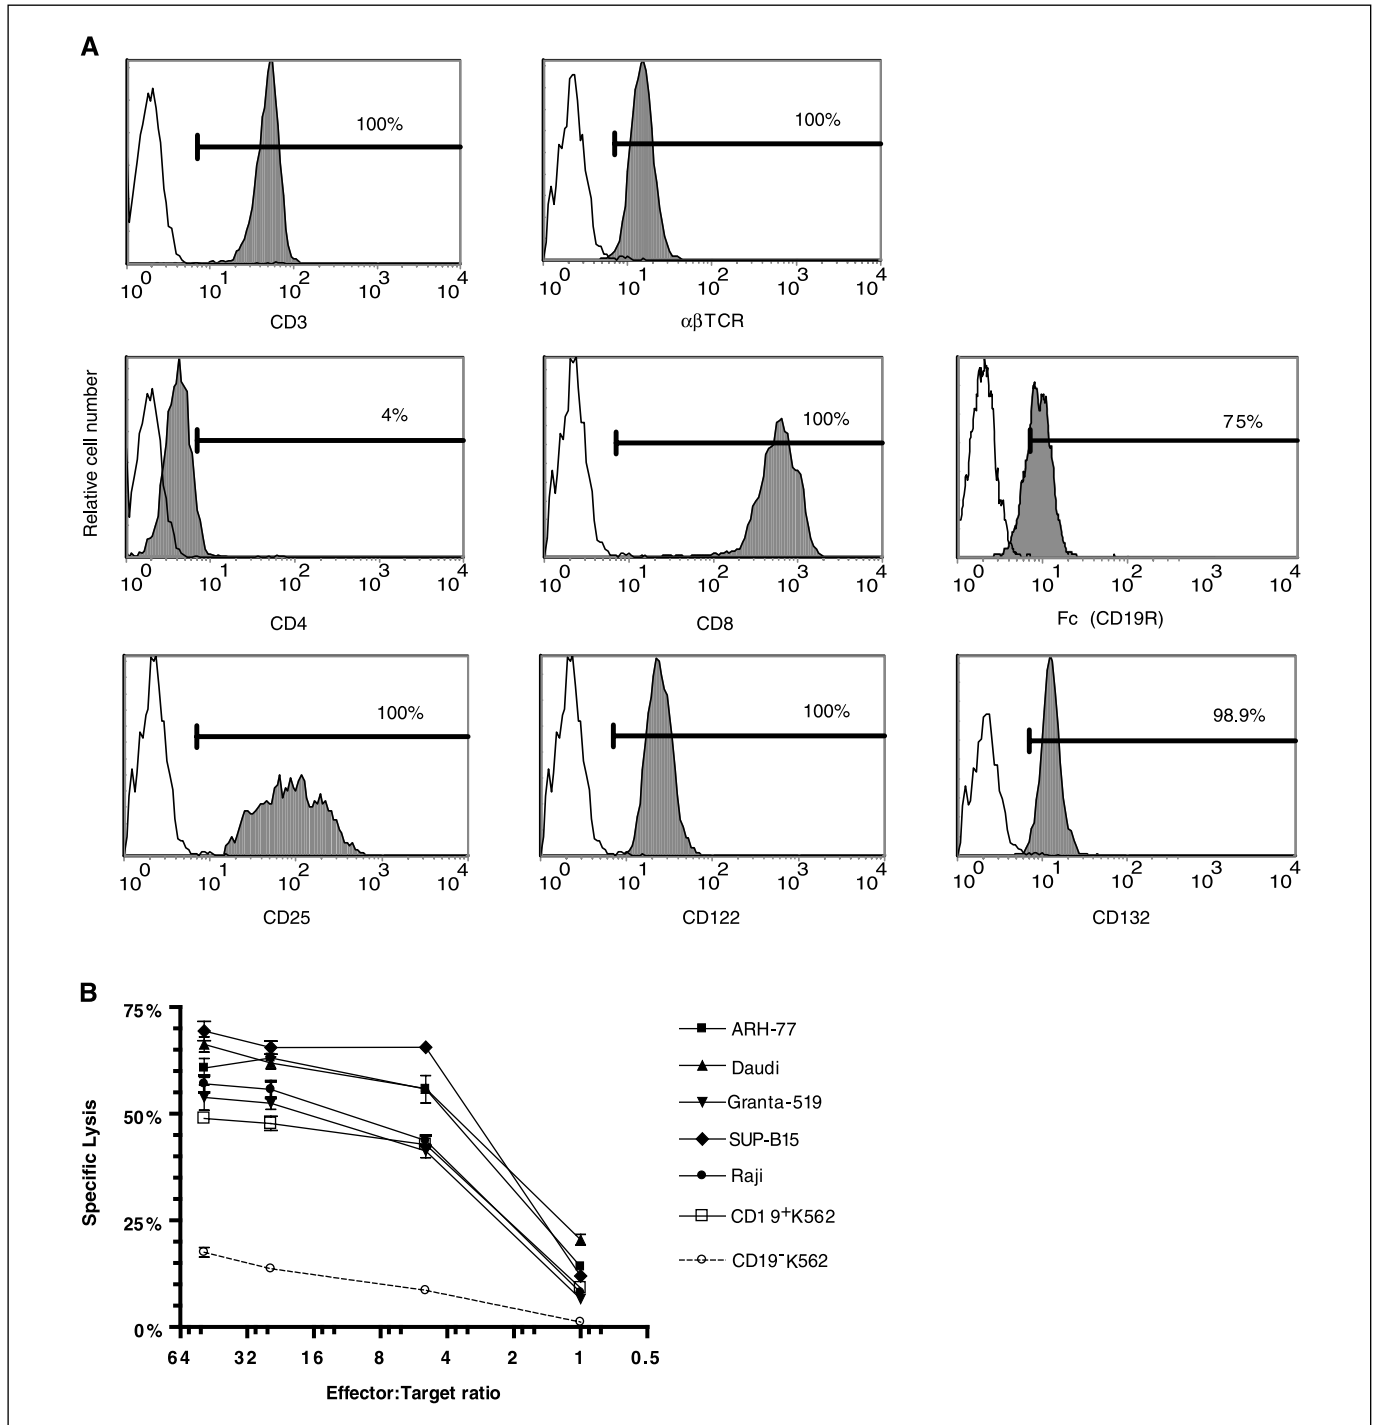 A
100%
10^0 10^1 10^2 10^3 10^4
CD3
100%
10^0 10^1 10^2 10^3 10^4
αβTCR
Relative cell number
4%
10^0 10^1 10^2 10^3 10^4
CD4
100%
10^0 10^1 10^2 10^3 10^4
CD8
75%
10^0 10^1 10^2 10^3 10^4
Fc (CD19R)
100%
10^0 10^1 10^2 10^3 10^4
CD25
100%
10^0 10^1 10^2 10^3 10^4
CD122
98.9%
10^0 10^1 10^2 10^3 10^4
CD132
B
75%
50%
25%
0%
Specific Lysis
64 32 16 8 4 2 1 0.5
Effector:Target ratio
ARH-77
Daudi
Granta-519
SUP-B15
Raji
CD19⁺K562
CD19⁻K562